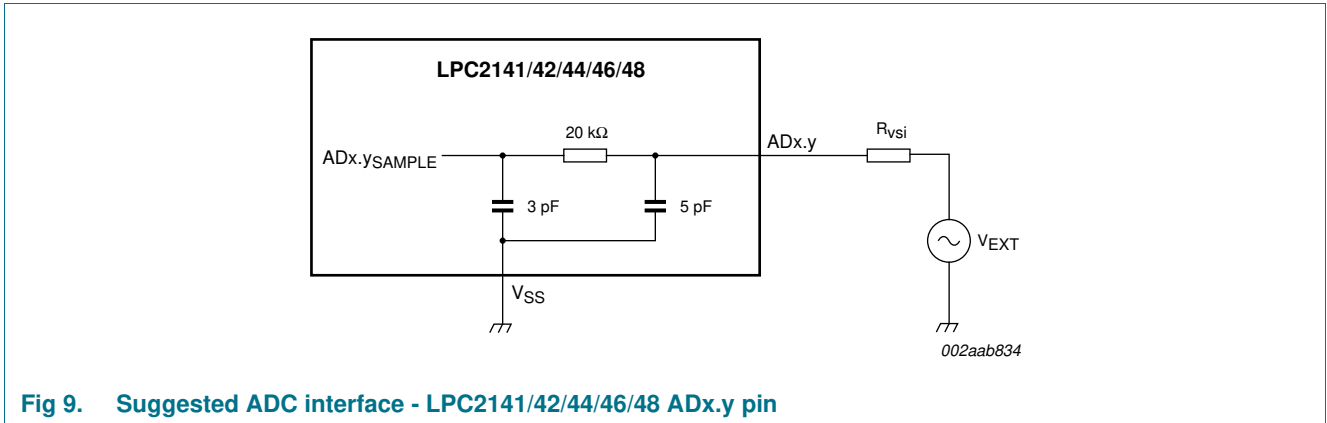 LPC2141/42/44/46/48
20 kΩ
ADx.y
Rvsi
ADx.ySAMPLE
3 pF
5 pF
VEXT
VSS
002aab834
Fig 9. Suggested ADC interface - LPC2141/42/44/46/48 ADx.y pin